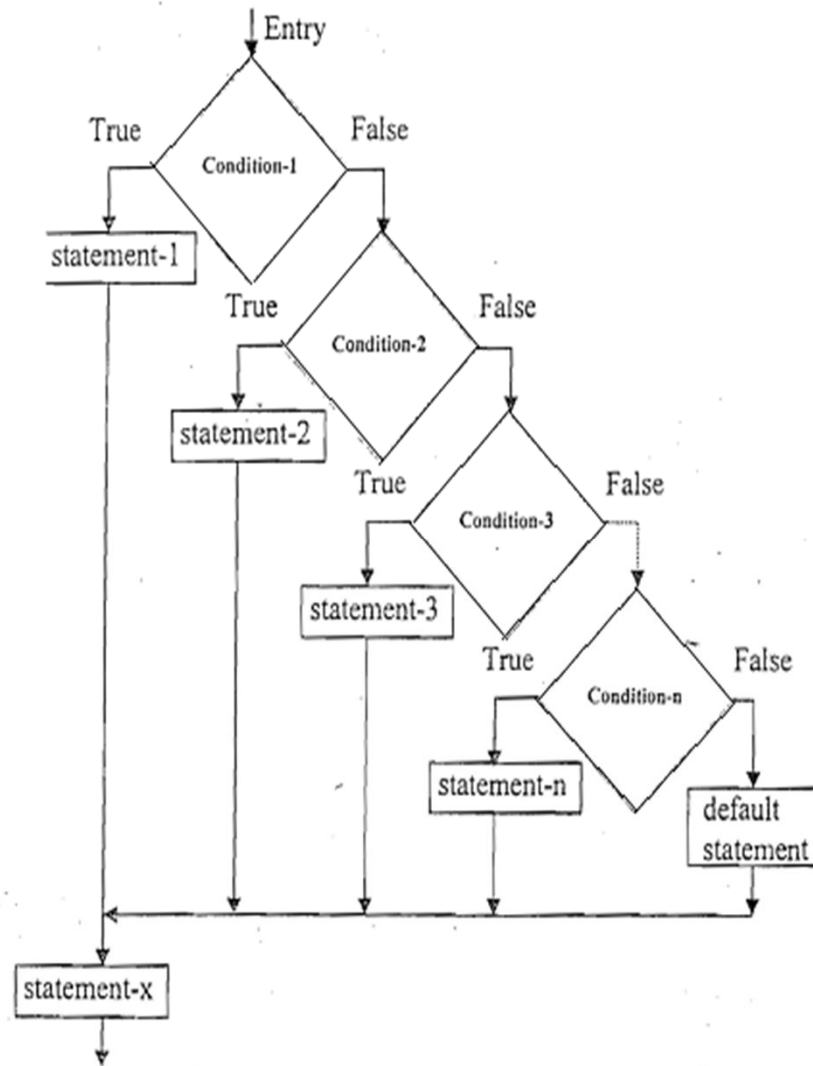 Entry
True
False
Condition-1
statement-1
True
False
Condition-2
statement-2
True
False
Condition-3
statement-3
True
False
Condition-n
statement-n
default
statement
statement-x